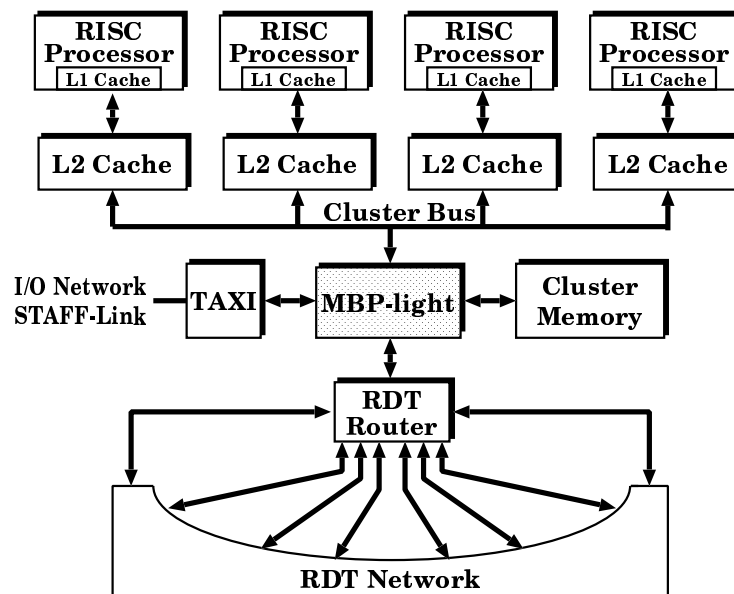 RISC
Processor
L1 Cache
RISC
Processor
L1 Cache
RISC
Processor
L1 Cache
RISC
Processor
L1 Cache
L2 Cache
L2 Cache
L2 Cache
L2 Cache
Cluster Bus
I/O Network
STAFF-Link
TAXI
MBP-light
Cluster
Memory
RDT
Router
RDT Network